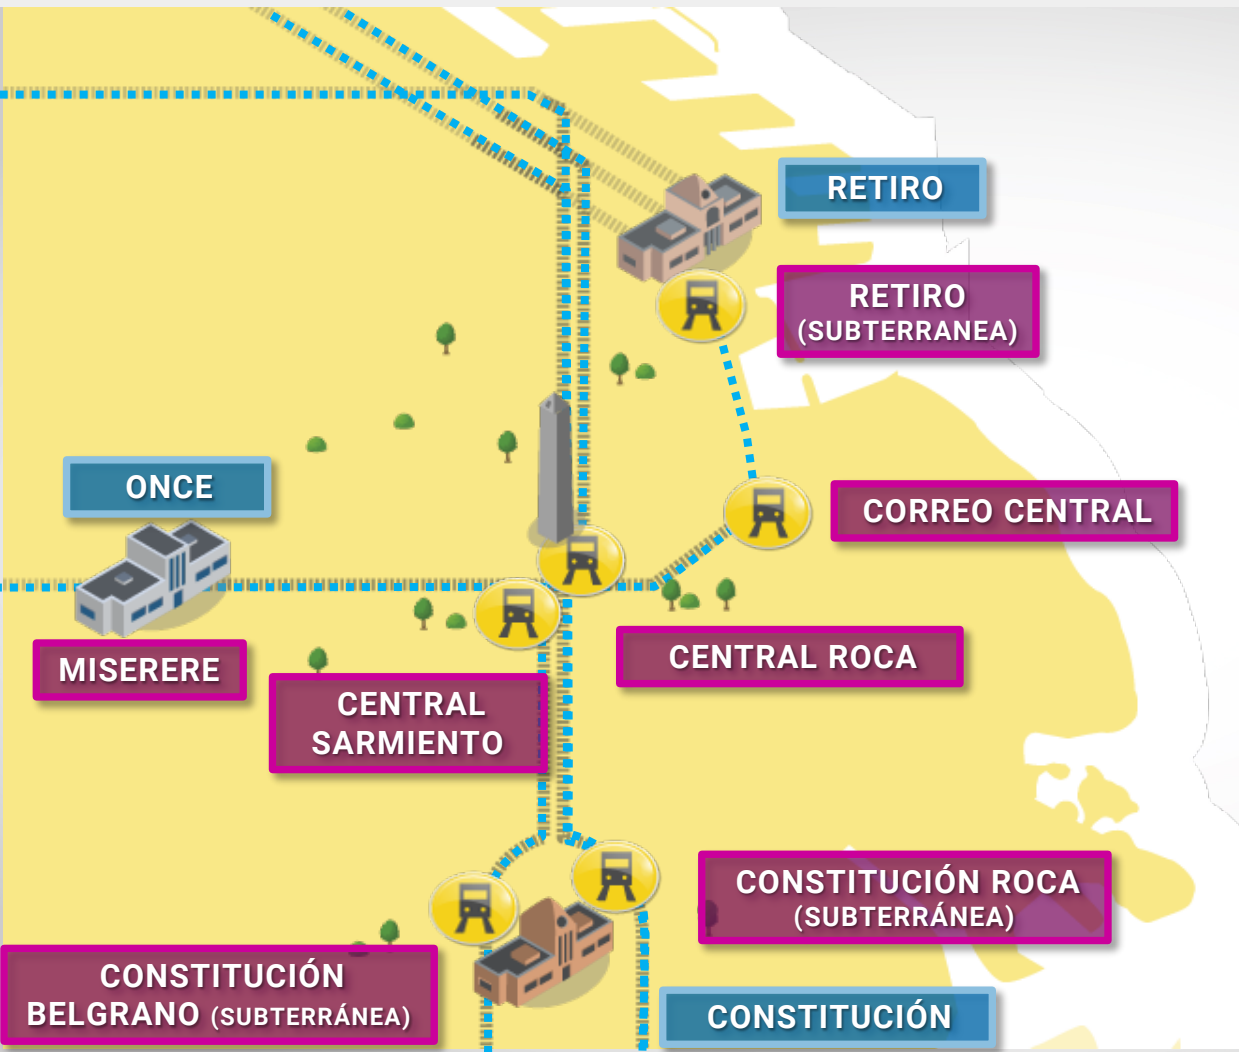 RETIRO
RETIRO
(SUBTERRANEA)
ONCE
CORREO CENTRAL
MISERERE
CENTRAL ROCA
CENTRAL
SARMIENTO
CONSTITUCIÓN ROCA
(SUBTERRÁNEA)
CONSTITUCIÓN
BELGRANO (SUBTERRÁNEA)
CONSTITUCIÓN